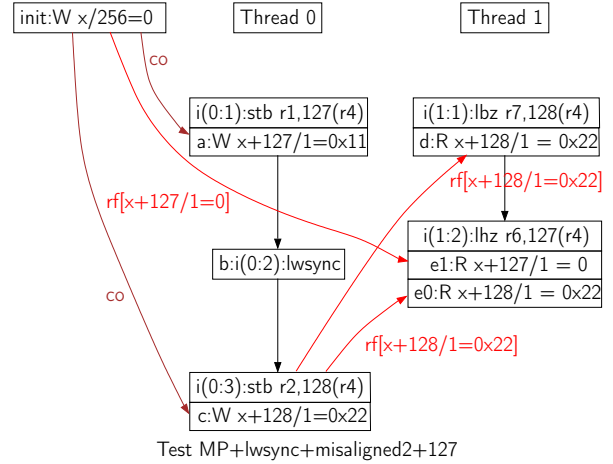 init:W x/256=0
Thread 0
Thread 1
co
i(0:1):stb r1,127(r4)
a:W x+127/1=0x11
i(1:1):lbz r7,128(r4)
d:R x+128/1 = 0x22
rf[x+128/1=0x22]
rf[x+127/1=0]
i(1:2):lhz r6,127(r4)
e1:R x+127/1 = 0
e0:R x+128/1 = 0x22
b:i(0:2):lwsync
co
rf[x+128/1=0x22]
i(0:3):stb r2,128(r4)
c:W x+128/1=0x22
Test MP+lwsync+misaligned2+127